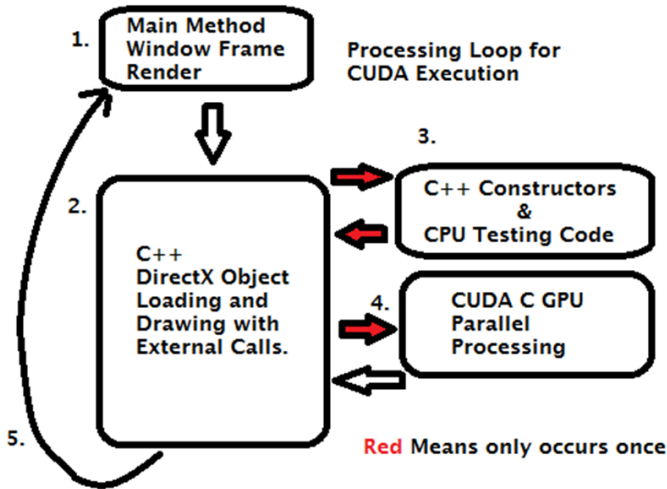 1.
Main Method
Window Frame
Render
Processing Loop for
CUDA Execution
2.
C++
DirectX Object
Loading and
Drawing with
External Calls.
3.
C++ Constructors
&
CPU Testing Code
4.
CUDA C GPU
Parallel
Processing
5.
Red Means only occurs once